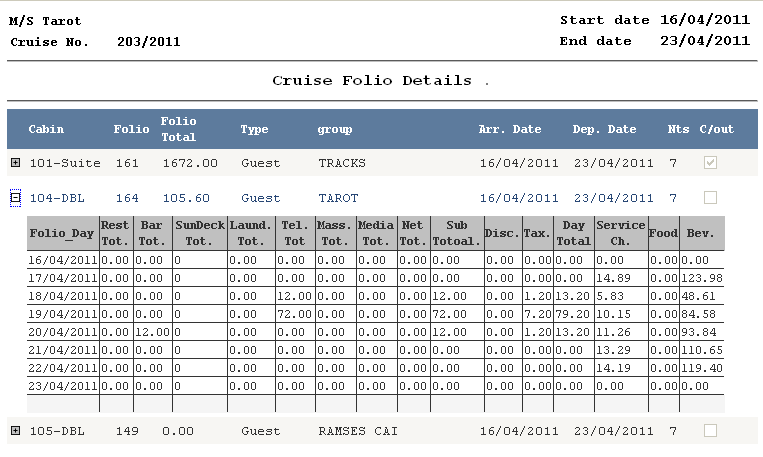 M/S Tarot Start date 16/04/2011
Cruise No. 203/2011 End date 23/04/2011
Cruise Folio Details .
Cabin Folio Folio Total Type group Arr. Date Dep. Date Nts C/out
101-Suite 161 1672.00 Guest TRACKS 16/04/2011 23/04/2011 7
104-DBL 164 105.60 Guest TAROT 16/04/2011 23/04/2011 7
Folio_Day Rest Tot. Bar Tot. SunDeck Tot. Laund. Tot. Tel. Tot Mass. Tot. Media Tot. Net Tot. Sub Totoal. Disc. Tax. Day Total Service Ch. Food Bev.
16/04/2011 0.00 0.00 0 0.00 0.00 0.00 0.00 0.00 0.00 0.00 0.00 0.00 0.00 0.00 0.00
17/04/2011 0.00 0.00 0 0.00 0.00 0.00 0.00 0.00 0.00 0.00 0.00 0.00 14.89 0.00 123.98
18/04/2011 0.00 0.00 0 0.00 12.00 0.00 0.00 0.00 12.00 0.00 1.20 13.20 5.83 0.00 48.61
19/04/2011 0.00 0.00 0 0.00 72.00 0.00 0.00 0.00 72.00 0.00 7.20 79.20 10.15 0.00 84.58
20/04/2011 0.00 12.00 0 0.00 0.00 0.00 0.00 0.00 12.00 0.00 1.20 13.20 11.26 0.00 93.84
21/04/2011 0.00 0.00 0 0.00 0.00 0.00 0.00 0.00 0.00 0.00 0.00 0.00 13.29 0.00 110.65
22/04/2011 0.00 0.00 0 0.00 0.00 0.00 0.00 0.00 0.00 0.00 0.00 0.00 14.19 0.00 119.40
23/04/2011 0.00 0.00 0 0.00 0.00 0.00 0.00 0.00 0.00 0.00 0.00 0.00 0.00 0.00 0.00
105-DBL 149 0.00 Guest RAMSES CAI 16/04/2011 23/04/2011 7